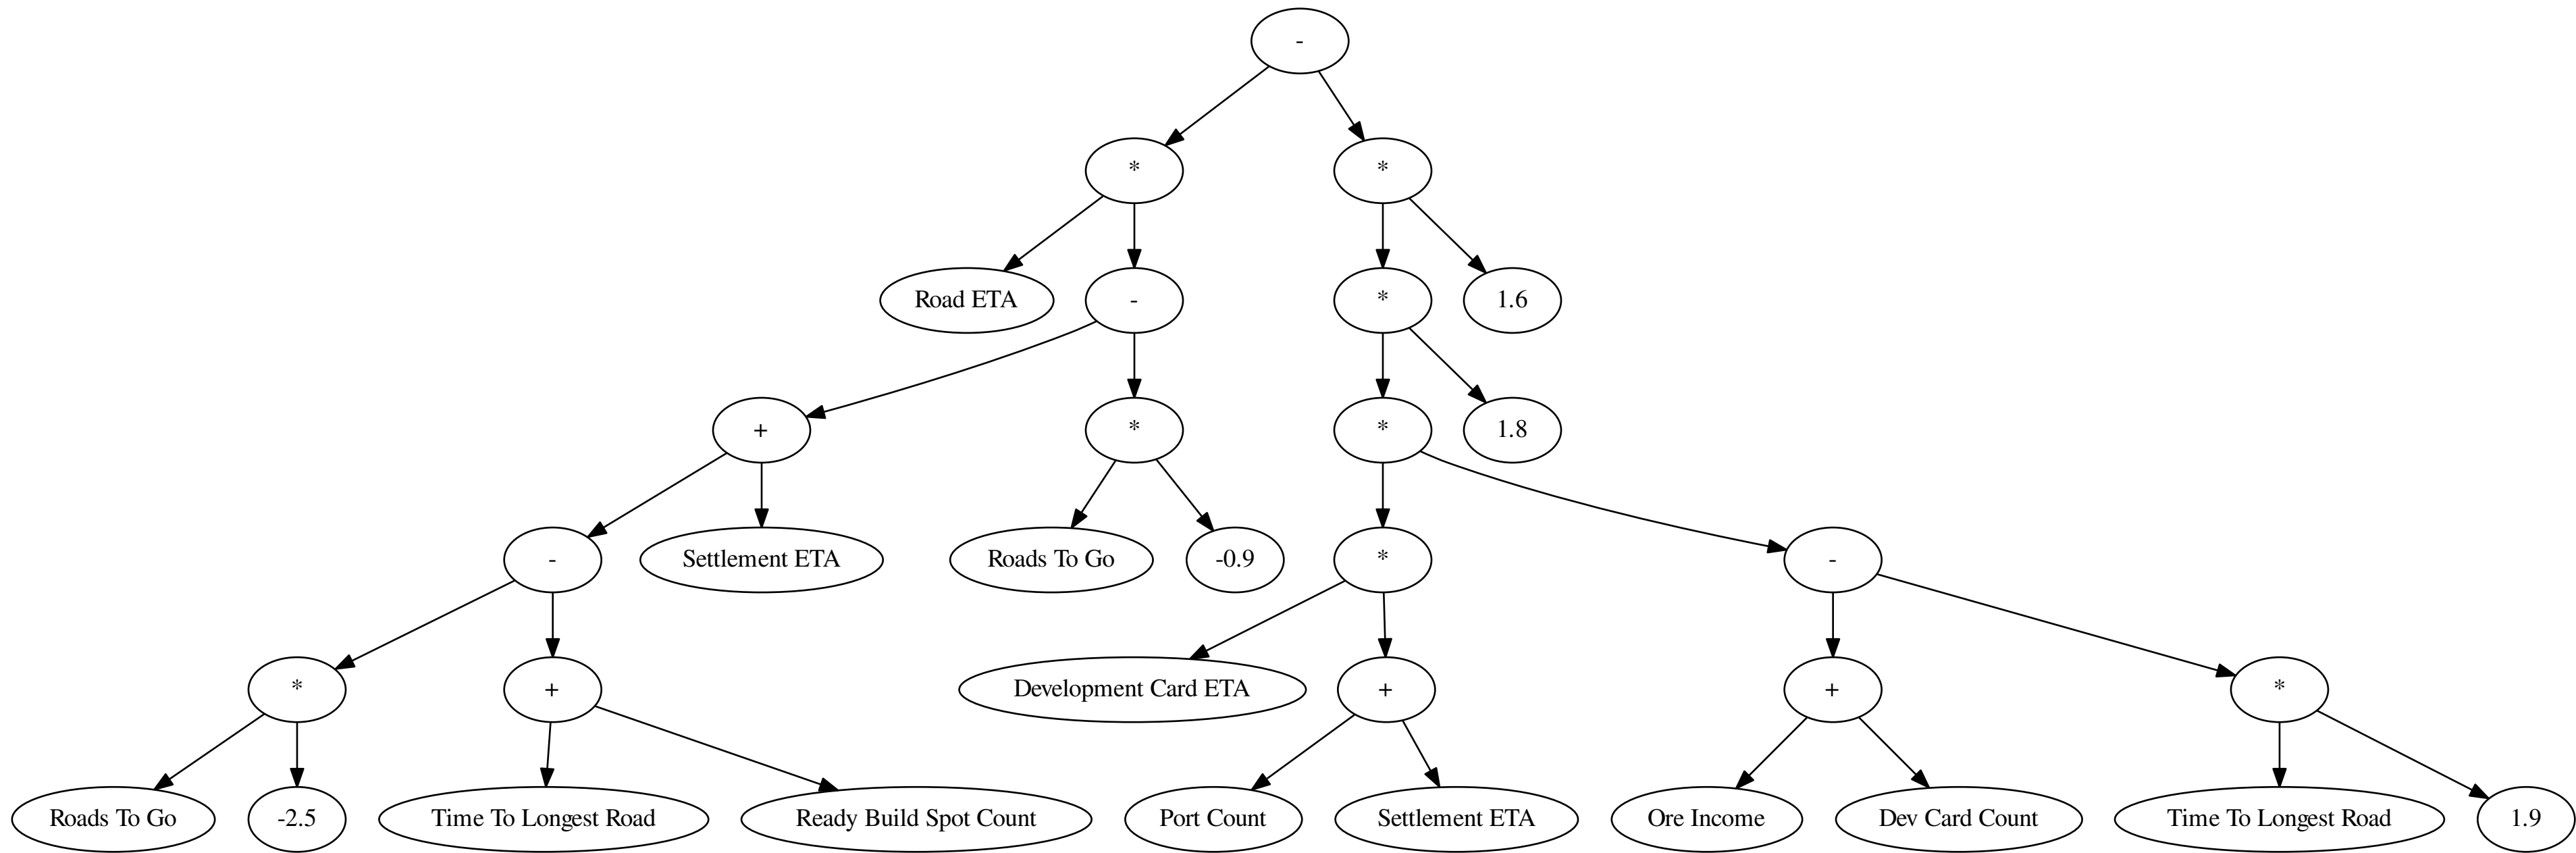 -
*
*
Road ETA
-
*
1.6
+
*
*
1.8
-
Settlement ETA
Roads To Go
-0.9
*
-
*
+
Development Card ETA
+
+
*
Roads To Go
-2.5
Time To Longest Road
Ready Build Spot Count
Port Count
Settlement ETA
Ore Income
Dev Card Count
Time To Longest Road
1.9